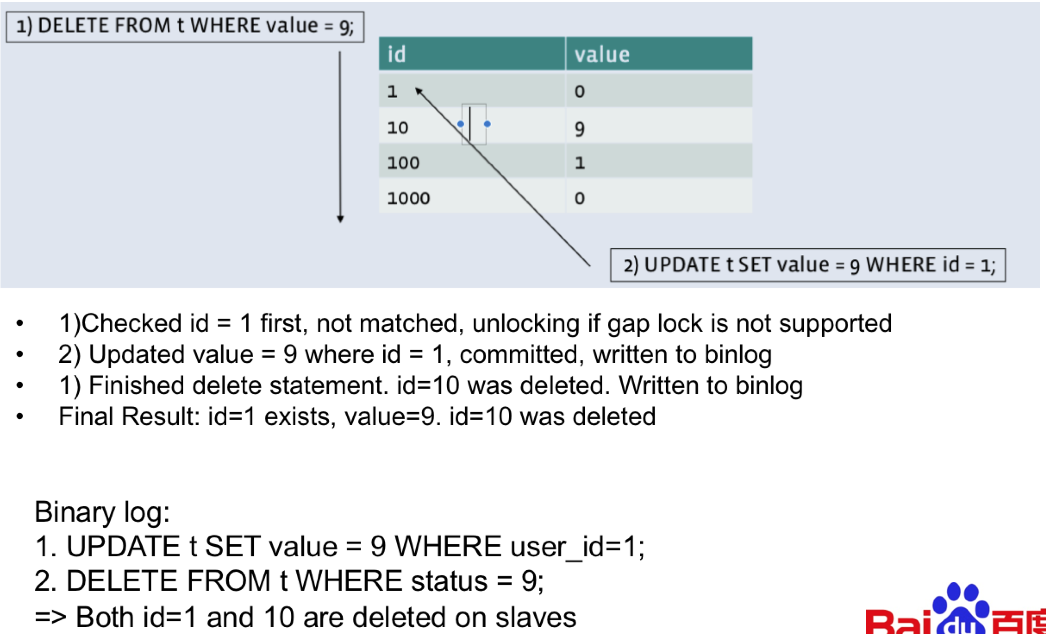 1) DELETE FROM t WHERE value = 9;
id value
1 0
10 9
100 1
1000 0
2) UPDATE t SET value = 9 WHERE id = 1;
• 1)Checked id = 1 first, not matched, unlocking if gap lock is not supported
• 2) Updated value = 9 where id = 1, committed, written to binlog
• 1) Finished delete statement. id=10 was deleted. Written to binlog
• Final Result: id=1 exists, value=9. id=10 was deleted
Binary log:
1. UPDATE t SET value = 9 WHERE user_id=1;
2. DELETE FROM t WHERE status = 9;
=> Both id=1 and 10 are deleted on slaves
Bai du 百度